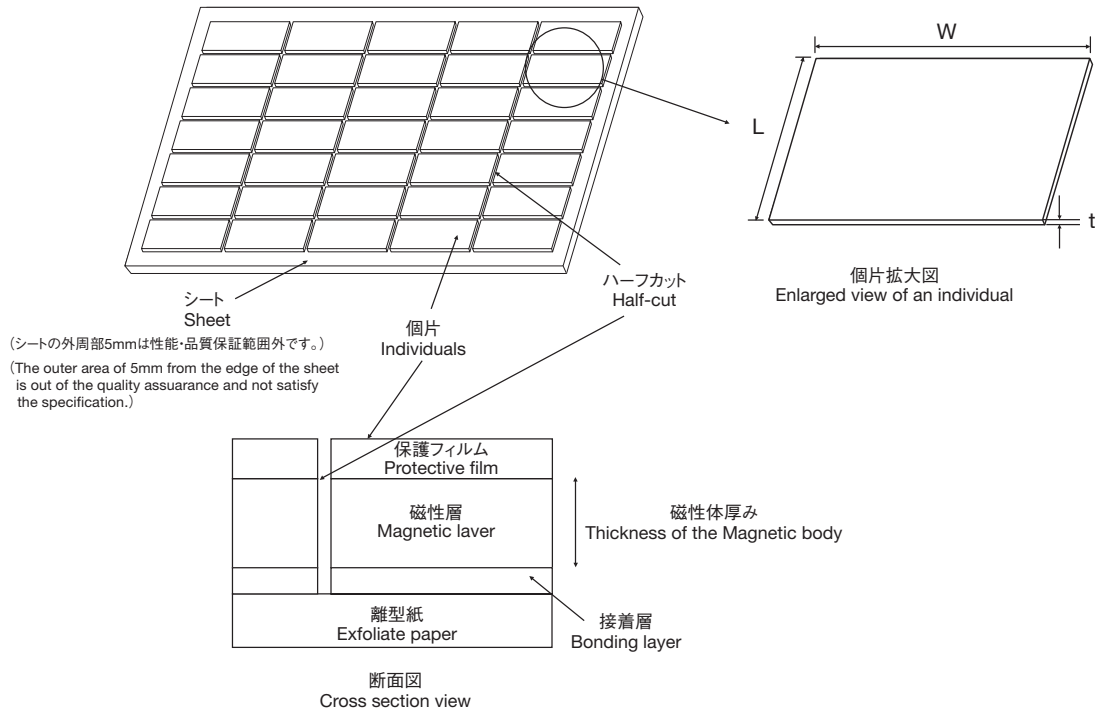 W
L
t
個片拡大図
Enlarged view of an individual
シート
Sheet
(シートの外周部5mmは性能・品質保証範囲外です。)
(The outer area of 5mm from the edge of the sheet
is out of the quality assuarance and not satisfy
the specification.)
個片
Individuals
ハーフカット
Half-cut
保護フィルム
Protective film
磁性層
Magnetic laver
磁性体厚み
Thickness of the Magnetic body
離型紙
Exfoliate paper
接着層
Bonding layer
断面図
Cross section view